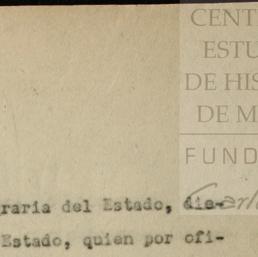 CENT
ESTU
DE HIS
DE M
FUND
raria del Estado, die-
Estado, quien por ofi-